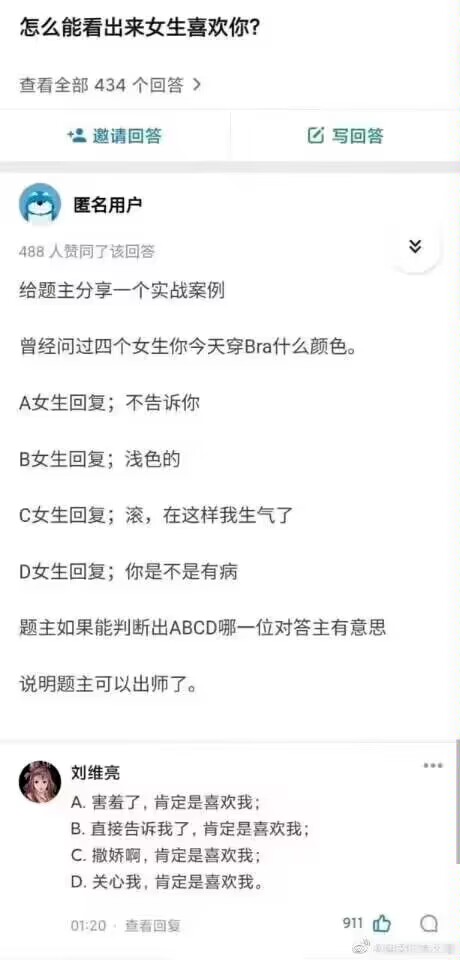 怎么能看出来女生喜欢你?
查看全部 434 个回答
邀请回答
写回答
匿名用户
488 人赞同了该回答
给题主分享一个实战案例
曾经问过四个女生你今天穿Bra什么颜色。
A女生回复；不告诉你
B女生回复；浅色的
C女生回复；滚，在这样我生气了
D女生回复；你是不是有病
题主如果能判断出ABCD哪一位对答主有意思
说明题主可以出师了。
刘维亮
A. 害羞了, 肯定是喜欢我；
B. 直接告诉我了, 肯定是喜欢我；
C. 撒娇啊, 肯定是喜欢我；
D. 关心我, 肯定是喜欢我。
01:20 · 查看回复
911